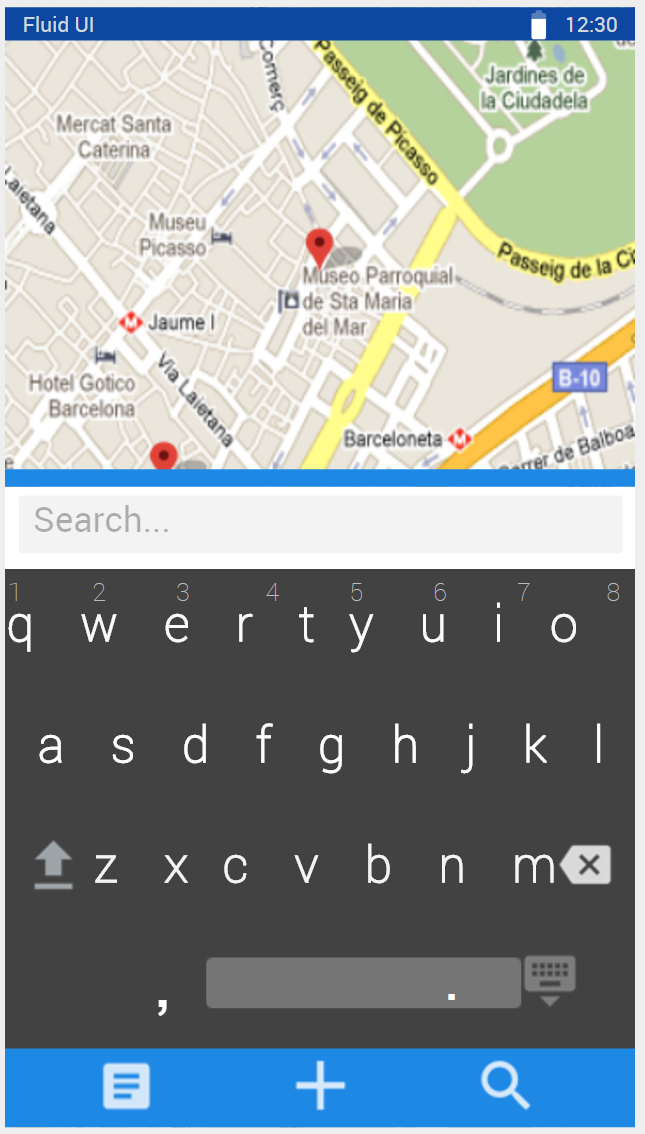 Fluid UI
12:30
Comerç
Passeig de Picasso
Jardines de
la Ciudadela
Mercat Santa
Caterina
Laietana
Museu
Picasso
Passeig de la
Museo Parroquial
de Sta Maria
del Mar
Jaume I
M
Via Laietana
Hotel Gotico
Barcelona
B-10
Barceloneta
M
de Balboa
Search...
1 2 3 4 5 6 7 8
q w e r t y u i o
a s d f g h j k l
z x c v b n m
, .